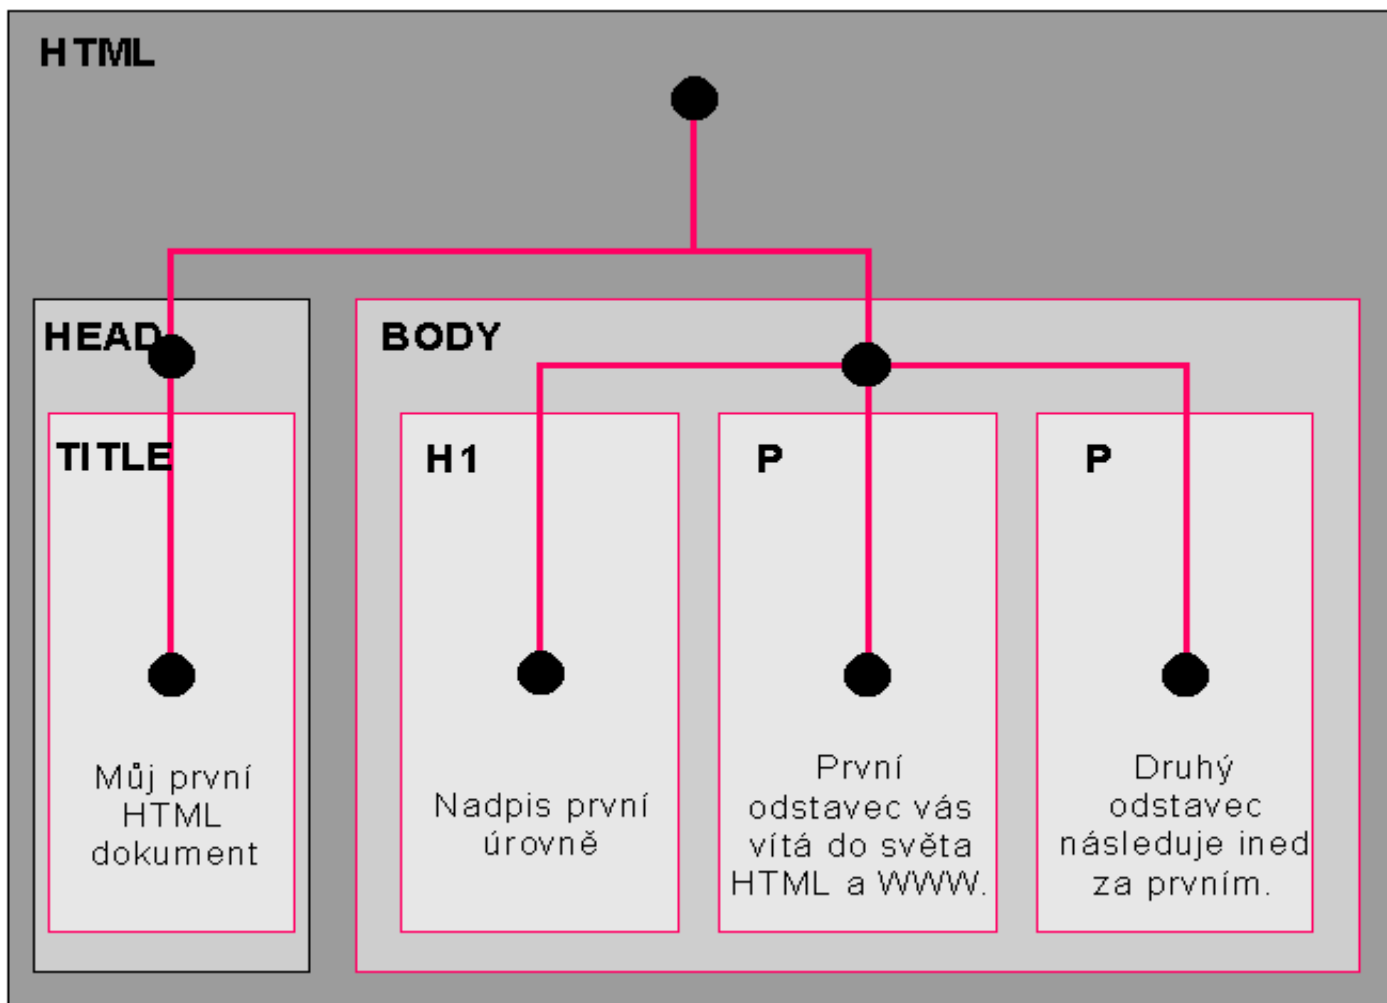 HTML
HEAD
BODY
TITLE
H1
P
P
Můj první
HTML
dokument
Nadpis první
úrovně
První
odstavec vás
vítá do světa
HTML a WWW.
Druhý
odstavec
následuje ined
za prvním.